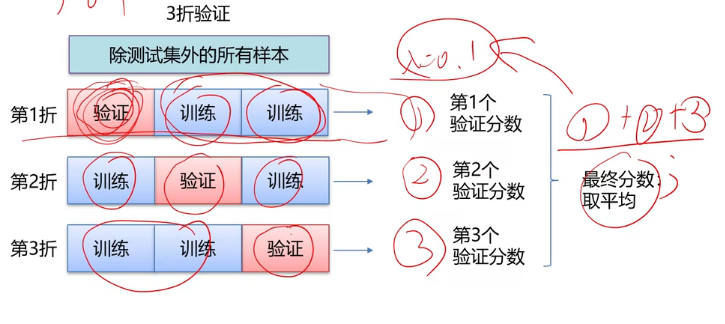 3折验证
除测试集外的所有样本
λ=0.1
第1折 验证 训练 训练 ① 第1个
验证分数
①+②+③
第2折 训练 验证 训练 ② 第2个
验证分数
最终分数:
取平均
3
第3折 训练 训练 验证 ③ 第3个
验证分数